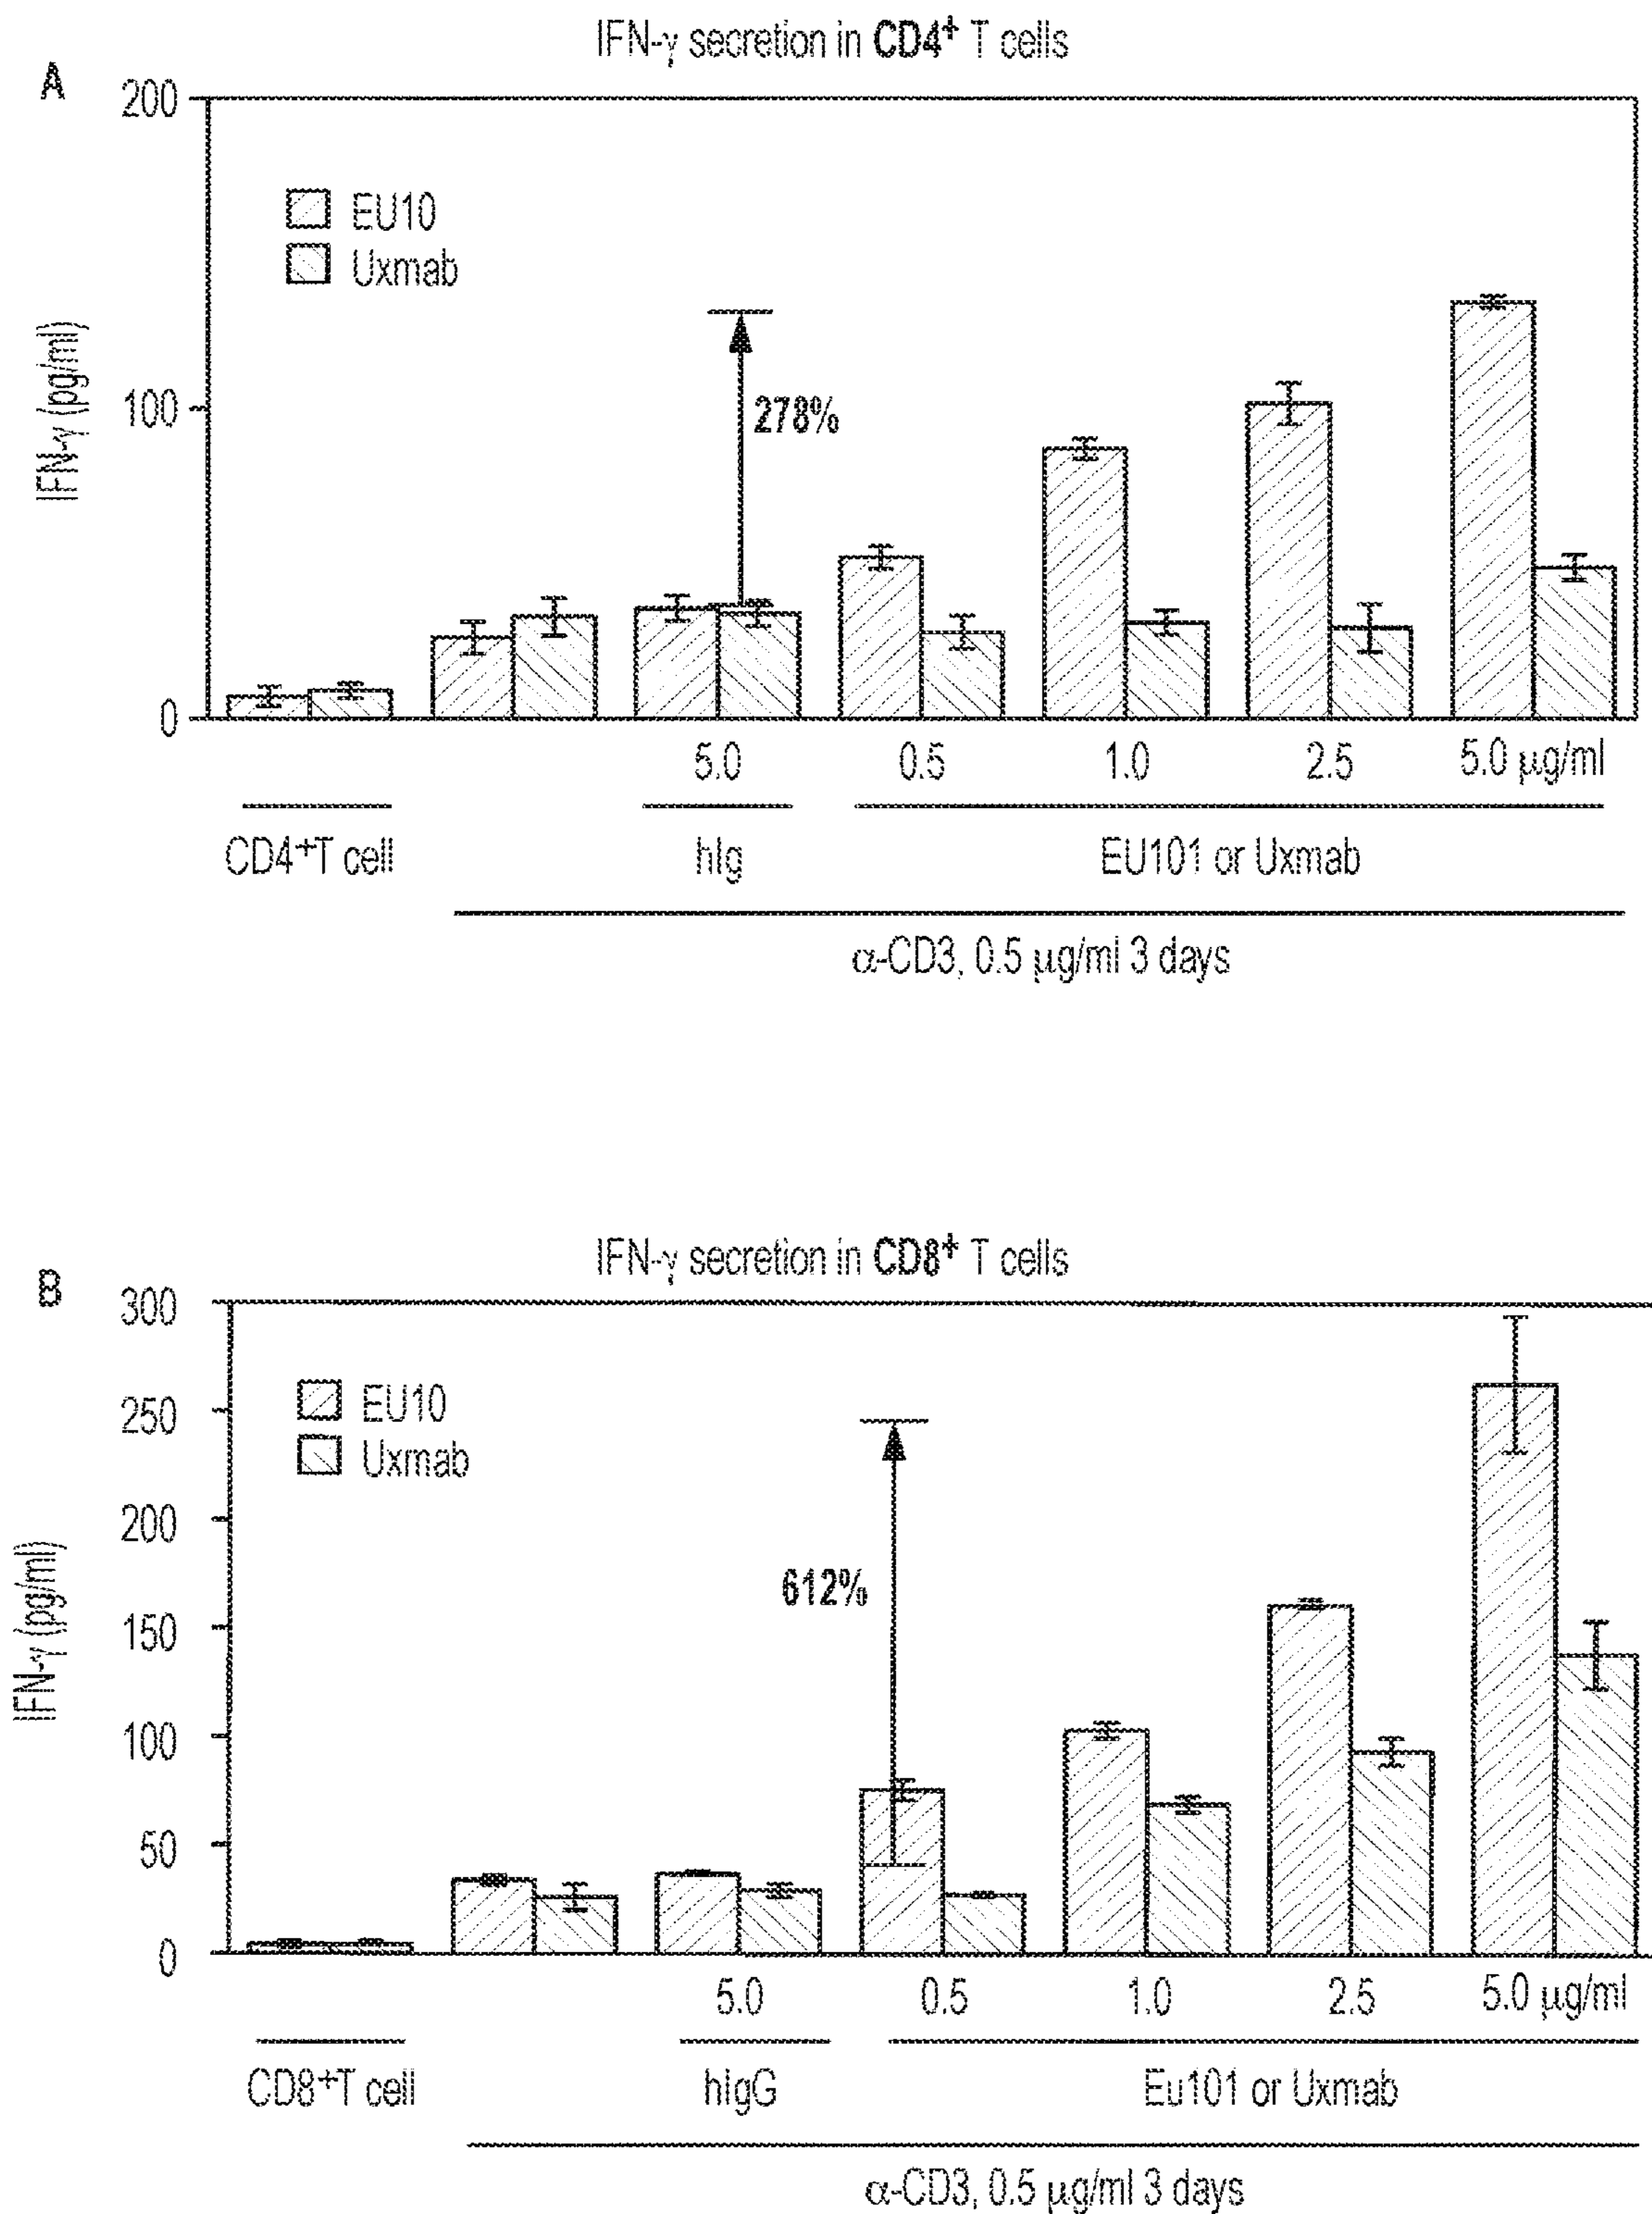 IFN-γ secretion in CD4⁺ T cells
A
200
EU10
Uxmab
278%
100
0
IFN-γ (pg/ml)
5.0 0.5 1.0 2.5 5.0 μg/ml
CD4⁺T cell hIg EU101 or Uxmab
α-CD3, 0.5 μg/ml 3 days
IFN-γ secretion in CD8⁺ T cells
B
300
EU10
250
Uxmab
200
612%
150
100
50
0
IFN-γ (pg/ml)
5.0 0.5 1.0 2.5 5.0 μg/ml
CD8⁺T cell hIgG Eu101 or Uxmab
α-CD3, 0.5 μg/ml 3 days